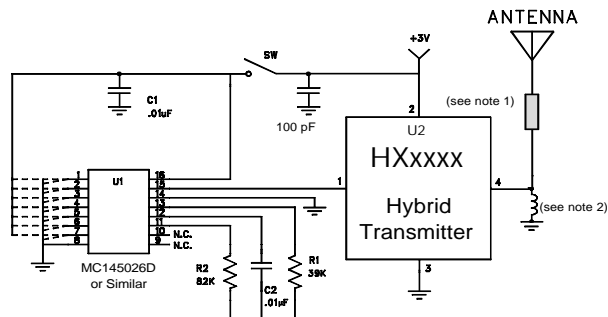 ANTENNA
+3V
SW
(see note 1)
C1
.01uF
100 pF
2
U2
HXxxxx
Hybrid
Transmitter
1
4
3
(see note 2)
U1
1
2
3
4
5
6
7
8
16
15
14
13
12
11
10
9
N.C.
N.C.
MC145026D
or Similar
R2
82K
C2
.01µF
R1
39K